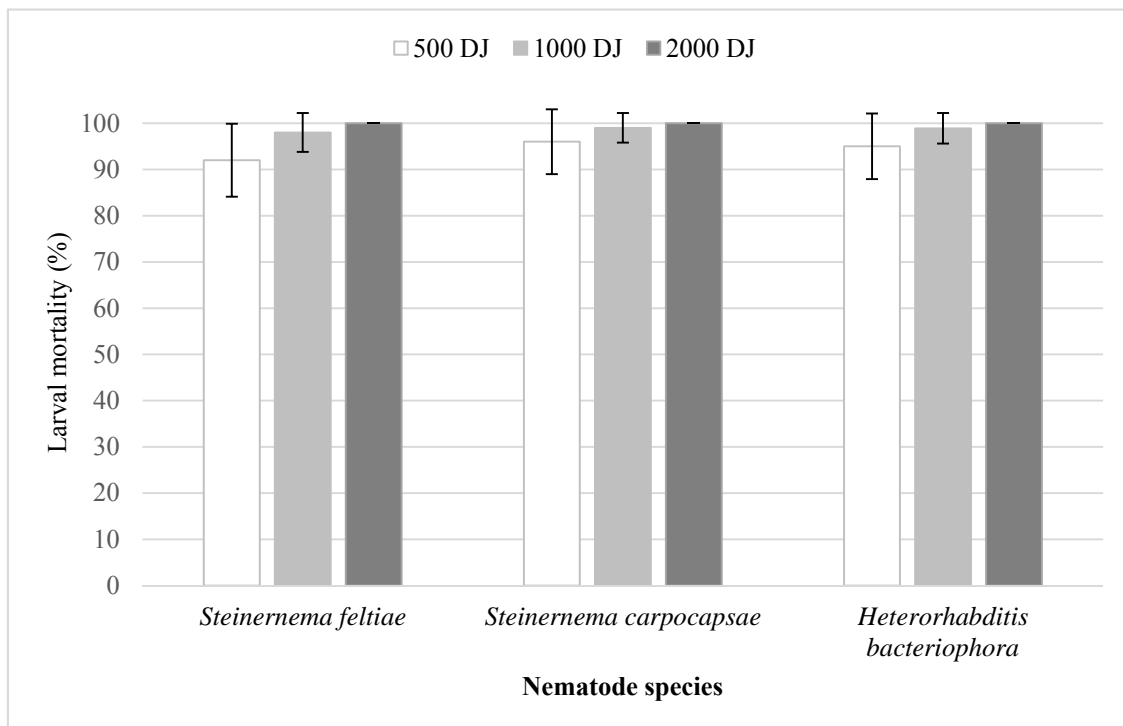 500 DJ 1000 DJ 2000 DJ
Larval mortality (%)
100
90
80
70
60
50
40
30
20
10
0
Steinernema feltiae
Steinernema carpocapsae
Heterorhabditis
bacteriophora
Nematode species